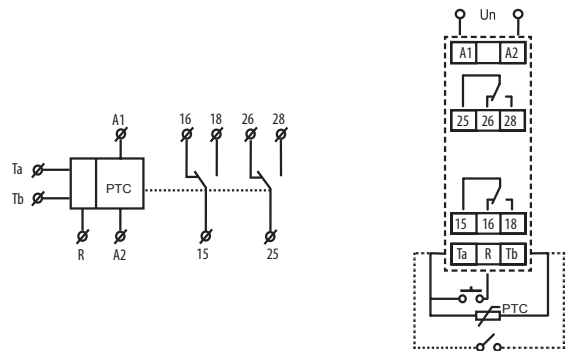 A1
16 18 26 28
Ta
Tb
PTC
R A2 15 25
Un
A1 A2
25 26 28
15 16 18
Ta R Tb
PTC